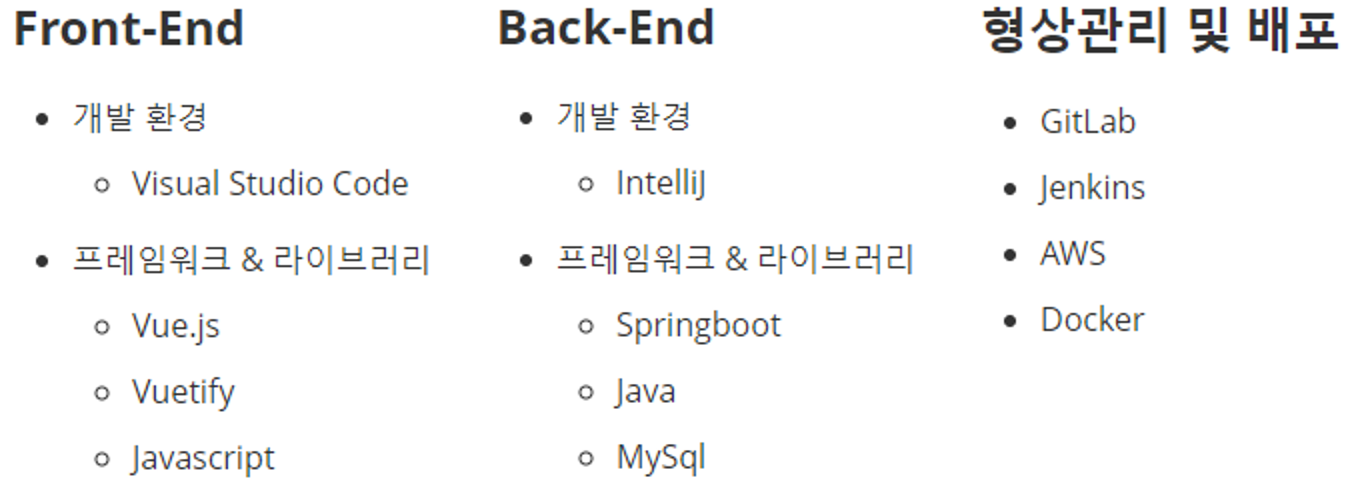 Front-End
개발 환경
Visual Studio Code
프레임워크 & 라이브러리
Vue.js
Vuetify
Javascript
Back-End
개발 환경
IntelliJ
프레임워크 & 라이브러리
Springboot
Java
MySql
형상관리 및 배포
GitLab
Jenkins
AWS
Docker